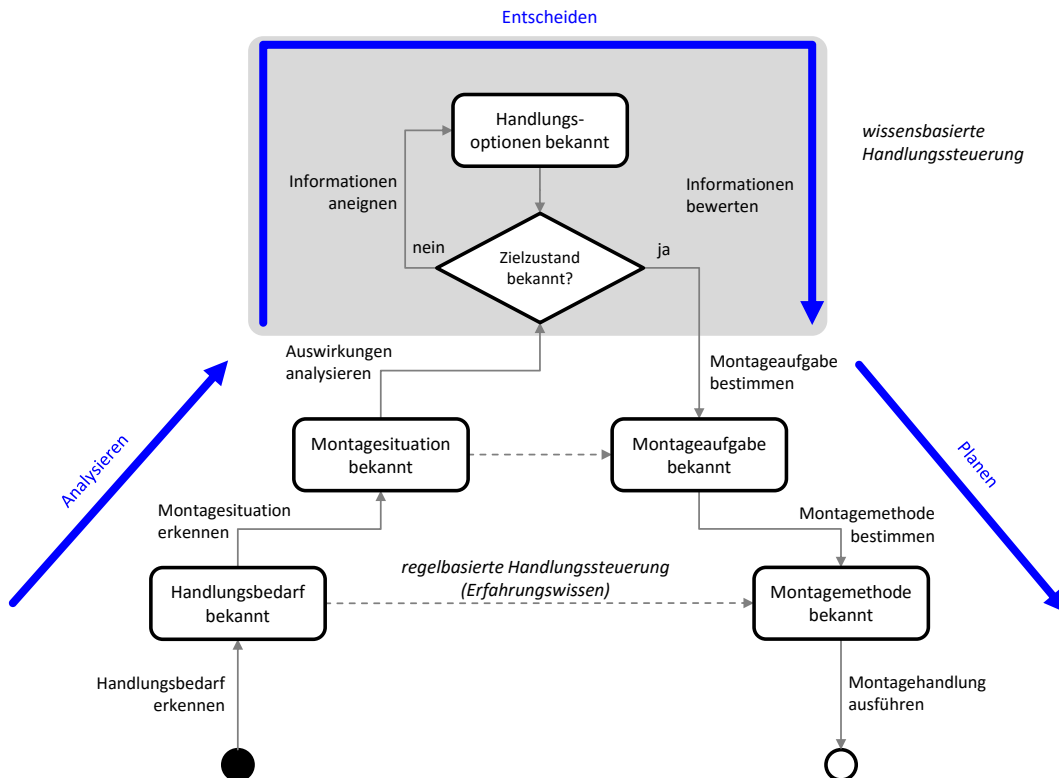 Entscheiden
Handlungs-
optionen bekannt
wissensbasierte
Handlungssteuerung
Informationen
aneignen
Informationen
bewerten
nein
ja
Zielzustand
bekannt?
Auswirkungen
analysieren
Montageaufgabe
bestimmen
Analysieren
Montagesituation
bekannt
Montageaufgabe
bekannt
Planen
Montagesituation
erkennen
Montagemethode
bestimmen
regelbasierte Handlungssteuerung
(Erfahrungswissen)
Handlungsbedarf
bekannt
Montagemethode
bekannt
Handlungsbedarf
erkennen
Montagehandlung
ausführen